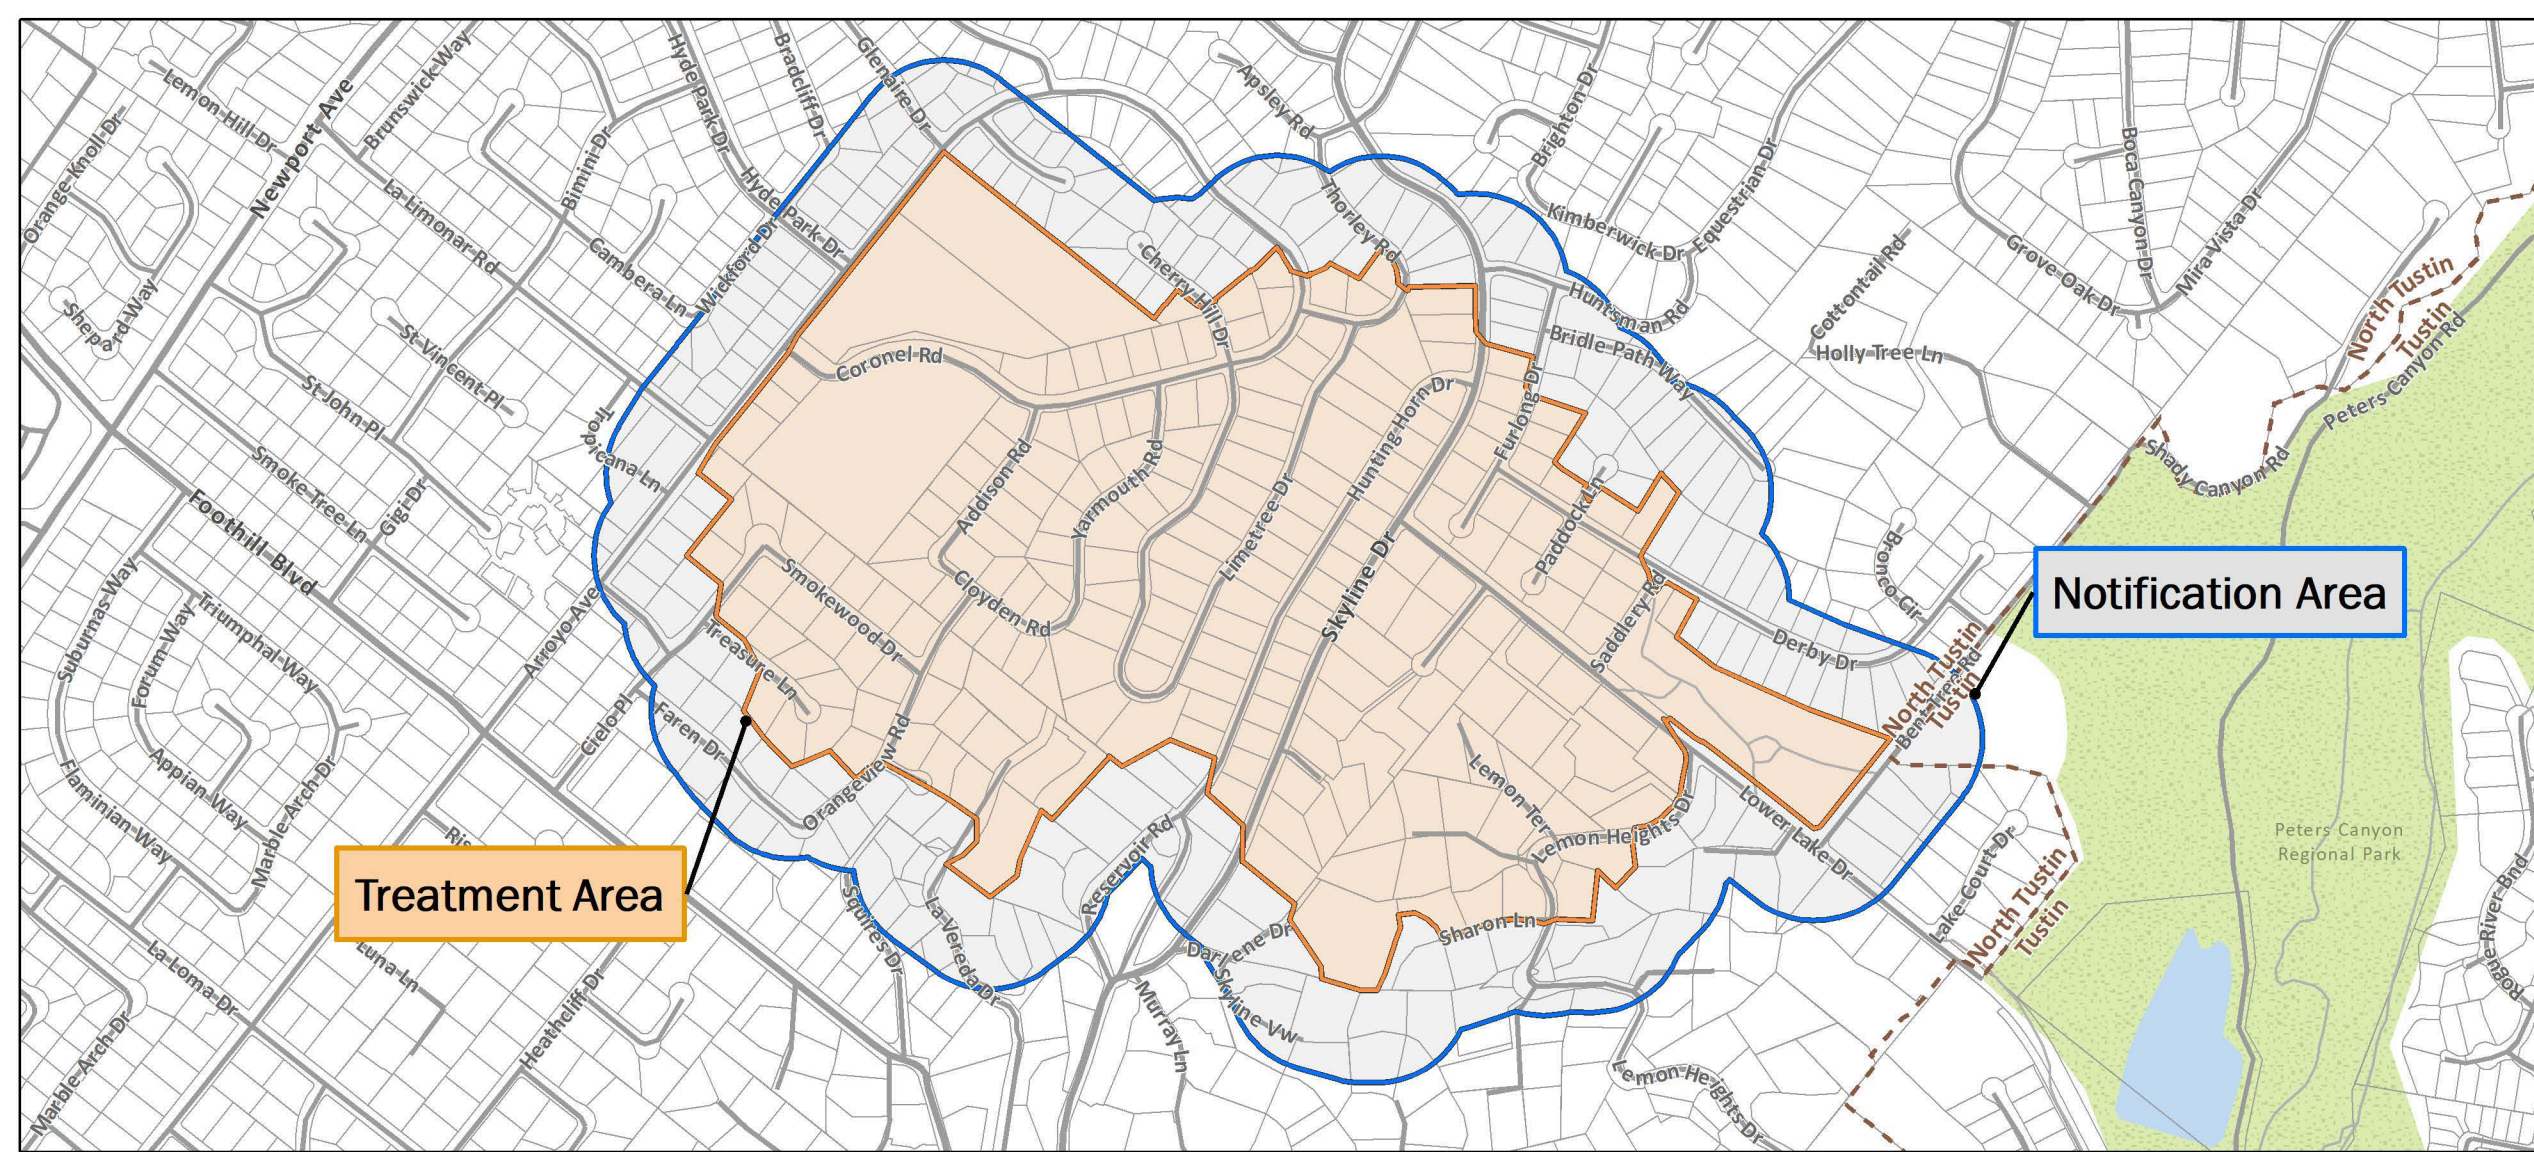 Lemon Hill Dr
Brunswick Way
Hyde Park Dr
Bradcliff Dr
Glenaire Dr
Apsley Rd
Brighton Dr
Orange Knoll Dr
Newport Ave
Bimini Dr
Hyde Park Dr
Thorley Rd
Kimberwick Dr
Equestrian Dr
Boca Canyon Dr
Mira Vista Dr
La Limonar Rd
Cambera Ln
Wickford Dr
Cherry Hill Dr
Huntsman Rd
Cottontail Rd
Grove Oak Dr
North Tustin
Tustin
Shepard Way
St Vincent Pl
Coronel Rd
Bridle Path Way
Holly Tree Ln
Peters Canyon Rd
St John Pl
Tropicana Ln
Hunting Horn Dr
Furlong Dr
Shady Canyon Rd
Smoke Tree Ln
Gigi Dr
Addison Rd
Yarmouth Rd
Limetree Dr
Paddock Ln
Foothill Blvd
Skyline Dr
Bronco Cir
Suburnas Way
Forum Way
Triumphal Way
Arroyo Ave
Smokewood Dr
Cloyden Rd
Saddlery Rd
Derby Dr
Notification Area
Treasure Ln
North Tustin
Bent Tree Rd
Tustin
Faren Dr
Cielo Pl
Orangeview Rd
Appian Way
Flaminian Way
Marble Arch Dr
Ris
Lemon Ter
Lemon Heights Dr
Lower Lake Dr
Lake Court Dr
Peters Canyon
Regional Park
Treatment Area
Reservoir Rd
Squires Dr
La Vereda Dr
Darlene Dr
Sharon Ln
North Tustin
Tustin
Rogue River Bnd
La Loma Dr
Luna Ln
Heathcliff Dr
Murray Ln
Skyline Vw
Marble Arch Dr
Lemon Heights Dr